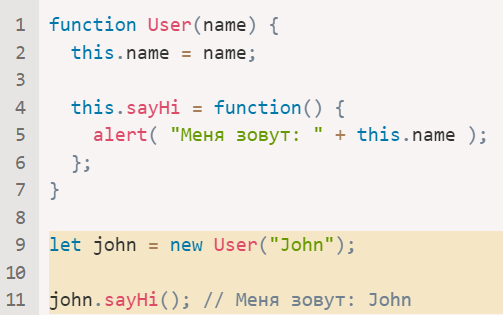 1 function User(name) {
2   this.name = name;
3
4   this.sayHi = function() {
5     alert( "Меня зовут: " + this.name );
6   };
7 }
8
9 let john = new User("John");
10
11 john.sayHi(); // Меня зовут: John